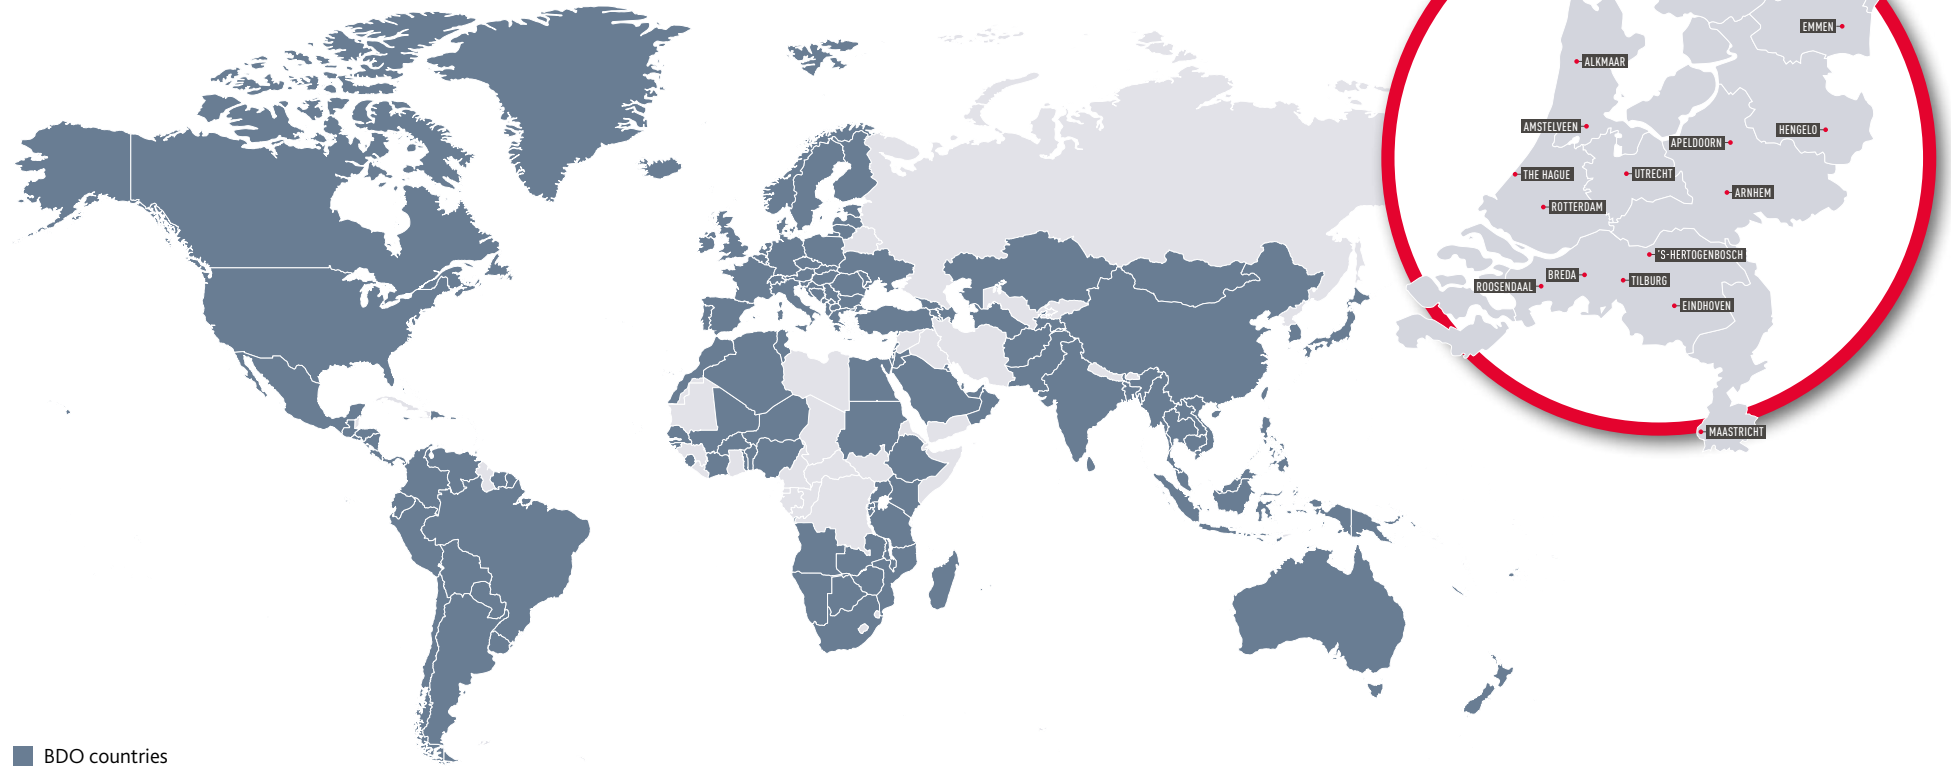 EMMEN
ALKMAAR
AMSTELVEEN
HENGELO
APELDOORN
THE HAGUE
UTRECHT
ARNHEM
ROTTERDAM
'S-HERTOGENBOSCH
BREDA
TILBURG
ROOSENDAAL
EINDHOVEN
MAASTRICHT
BDO countries